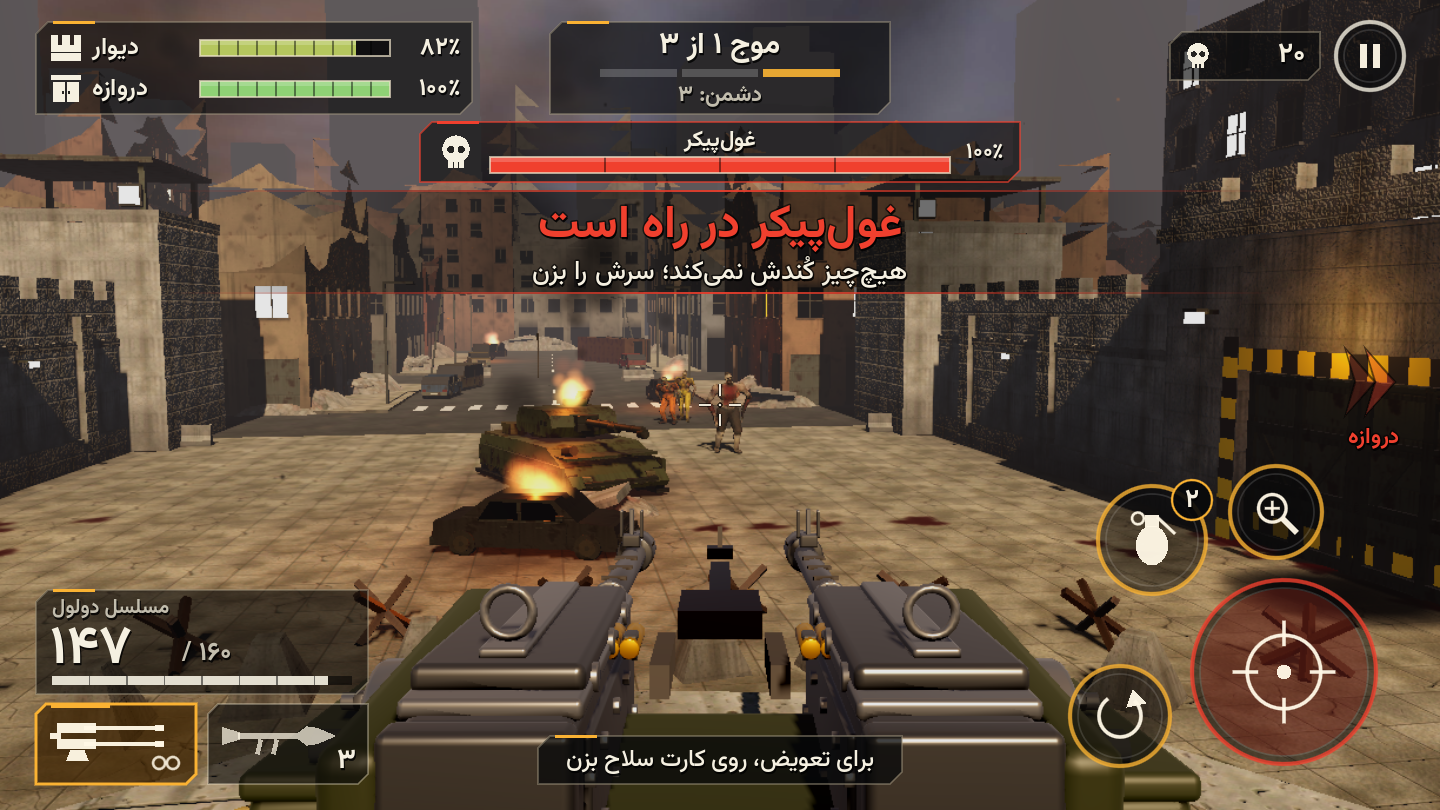 دیوار ۸۲٪
دروازه ۱۰۰٪
موج ۱ از ۳
دشمن: ۳
۲۰
غول‌پیکر
۱۰۰٪
غول‌پیکر در راه است
هیچ‌چیز کُندش نمی‌کند؛ سرش را بزن
دروازه
۲
مسلسل دولول
۱۴۷ / ۱۶۰
∞
۳
برای تعویض، روی کارت سلاح بزن